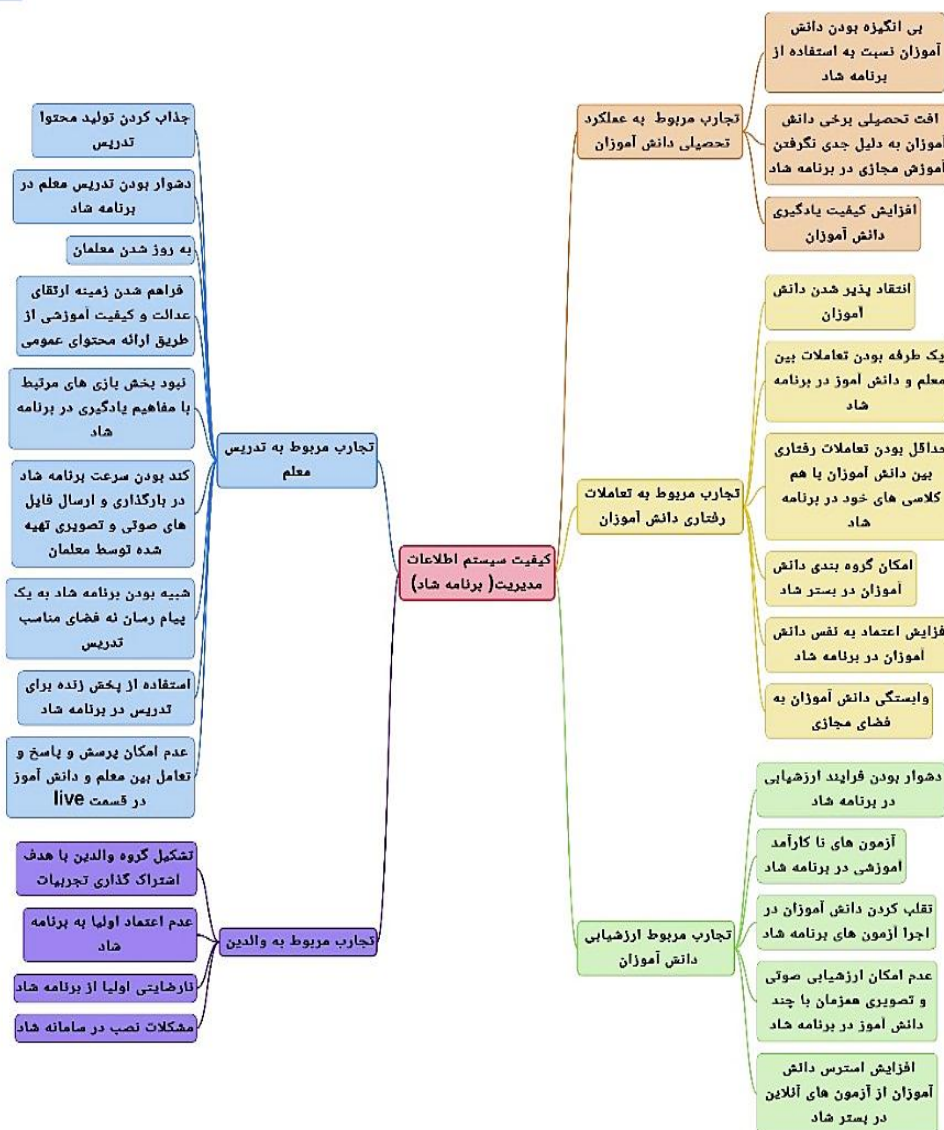 کیفیت سیستم اطلاعات
مدیریت( برنامه شاد)
تجارب مربوط به عملکرد
تحصیلی دانش آموزان
بی انگیزه بودن دانش
آموزان نسبت به استفاده از
برنامه شاد
افت تحصیلی برخی دانش
آموزان به دلیل جدی نگرفتن
آموزش مجازی در برنامه شاد
افزایش کیفیت یادگیری
دانش آموزان
تجارب مربوط به تعاملات
رفتاری دانش آموزان
انتقاد پذیر شدن دانش
آموزان
یک طرفه بودن تعاملات بین
معلم و دانش آموز در برنامه
شاد
حداقل بودن تعاملات رفتاری
بین دانش آموزان با هم
کلاسی های خود در برنامه
شاد
امکان گروه بندی دانش
آموزان در بستر شاد
افزایش اعتماد به نفس دانش
آموزان در برنامه شاد
وابستگی دانش آموزان به
فضای مجازی
تجارب مربوط ارزشیابی
دانش آموزان
دشوار بودن فرایند ارزشیابی
در برنامه شاد
آزمون های نا کارآمد
آموزشی در برنامه شاد
تقلب کردن دانش آموزان در
اجرا آزمون های برنامه شاد
عدم امکان ارزشیابی صوتی
و تصویری همزمان با چند
دانش آموز در برنامه شاد
افزایش استرس دانش
آموزان از آزمون های آنلاین
در بستر شاد
تجارب مربوط به تدریس
معلم
جذاب کردن تولید محتوا
تدریس
دشوار بودن تدریس معلم در
برنامه شاد
به روز شدن معلمان
فراهم شدن زمینه ارتقای
عدالت و کیفیت آموزشی از
طریق ارائه محتوای عمومی
نبود بخش بازی های مرتبط
با مفاهیم یادگیری در برنامه
شاد
کند بودن سرعت برنامه شاد
در بارگذاری و ارسال فایل
های صوتی و تصویری تهیه
شده توسط معلمان
شبیه بودن برنامه شاد به یک
پیام رسان نه فضای مناسب
تدریس
استفاده از پخش زنده برای
تدریس در برنامه شاد
عدم امکان پرسش و پاسخ و
تعامل بین معلم و دانش آموز
در قسمت live
تجارب مربوط به والدین
تشکیل گروه والدین با هدف
اشتراک گذاری تجربیات
عدم اعتماد اولیا به برنامه
شاد
نارضایتی اولیا از برنامه شاد
مشکلات نصب در سامانه شاد